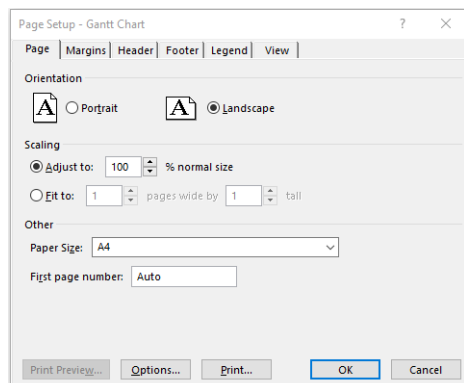 Page Setup - Gantt Chart ? ×
Page Margins Header Footer Legend View
Orientation
A Portrait A Landscape
Scaling
Adjust to: 100 % normal size
Fit to: 1 pages wide by 1 tall
Other
Paper Size: A4
First page number: Auto
Print Preview... Options... Print... OK Cancel